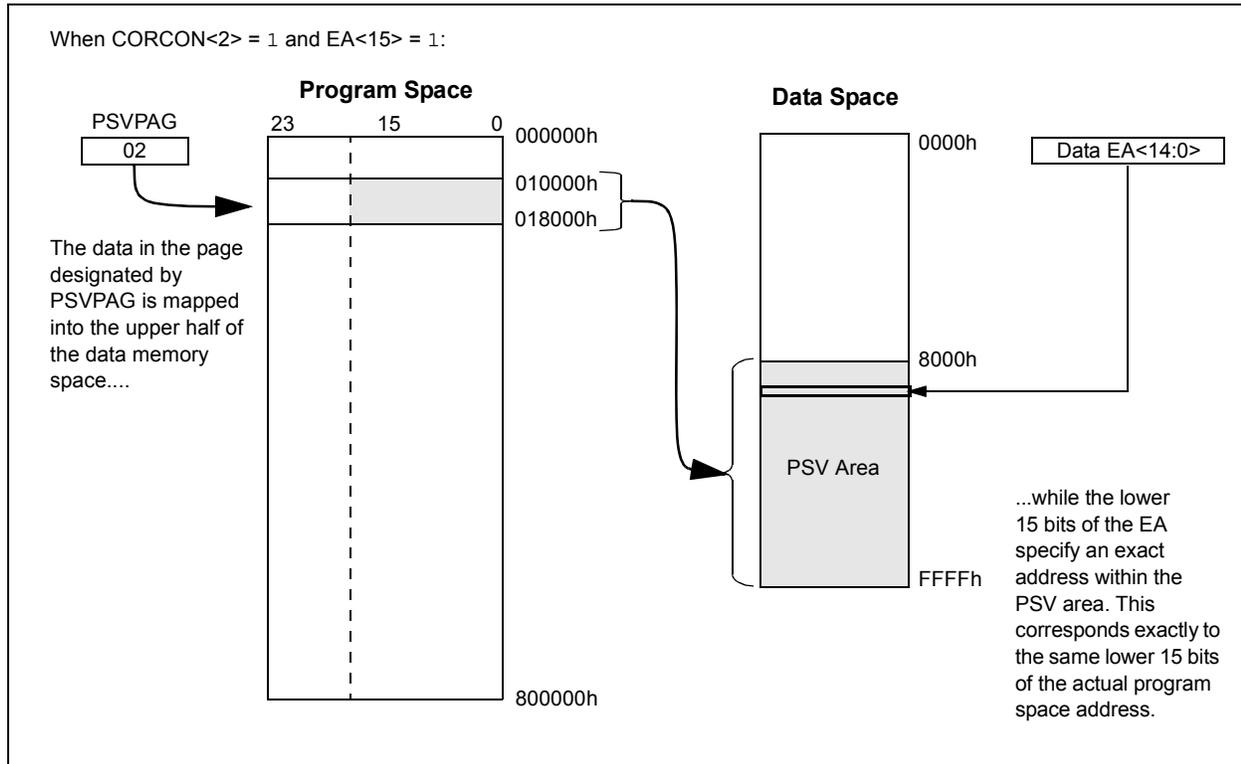 When CORCON<2> = 1 and EA<15> = 1:
Program Space
23 15 0
PSVPAG
02
000000h
010000h
018000h
800000h
The data in the page
designated by
PSVPAG is mapped
into the upper half of
the data memory
space....
Data Space
0000h
8000h
FFFFh
PSV Area
Data EA<14:0>
...while the lower
15 bits of the EA
specify an exact
address within the
PSV area. This
corresponds exactly to
the same lower 15 bits
of the actual program
space address.